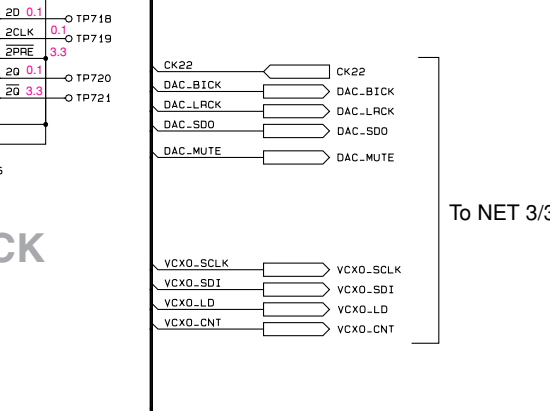 2D 0.1 TP718
2CLK 0.1 TP719
2PRE 3.3
2Q 0.1 TP720
2Q 3.3 TP721
CK22 CK22
DAC_BICK DAC_BICK
DAC_LRCK DAC_LRCK
DAC_SDO DAC_SDO
DAC_MUTE DAC_MUTE
To NET 3/3
CK
VCXO_SCLK VCXO_SCLK
VCXO_SDI VCXO_SDI
VCXO_LD VCXO_LD
VCXO_CNT VCXO_CNT